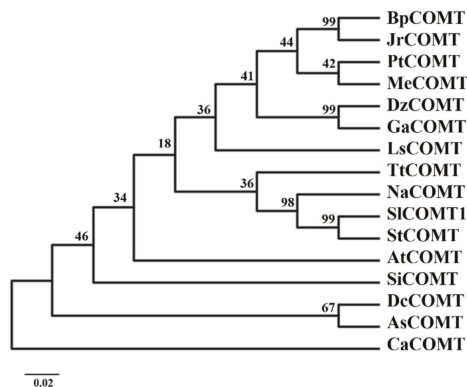 99 BpCOMT
JrCOMT
44
42 PtCOMT
MeCOMT
41
99 DzCOMT
GaCOMT
36
LsCOMT
18
36 TtCOMT
98 NaCOMT
99 SlCOMT1
StCOMT
34
AtCOMT
46
SiCOMT
67 DcCOMT
AsCOMT
CaCOMT
0.02